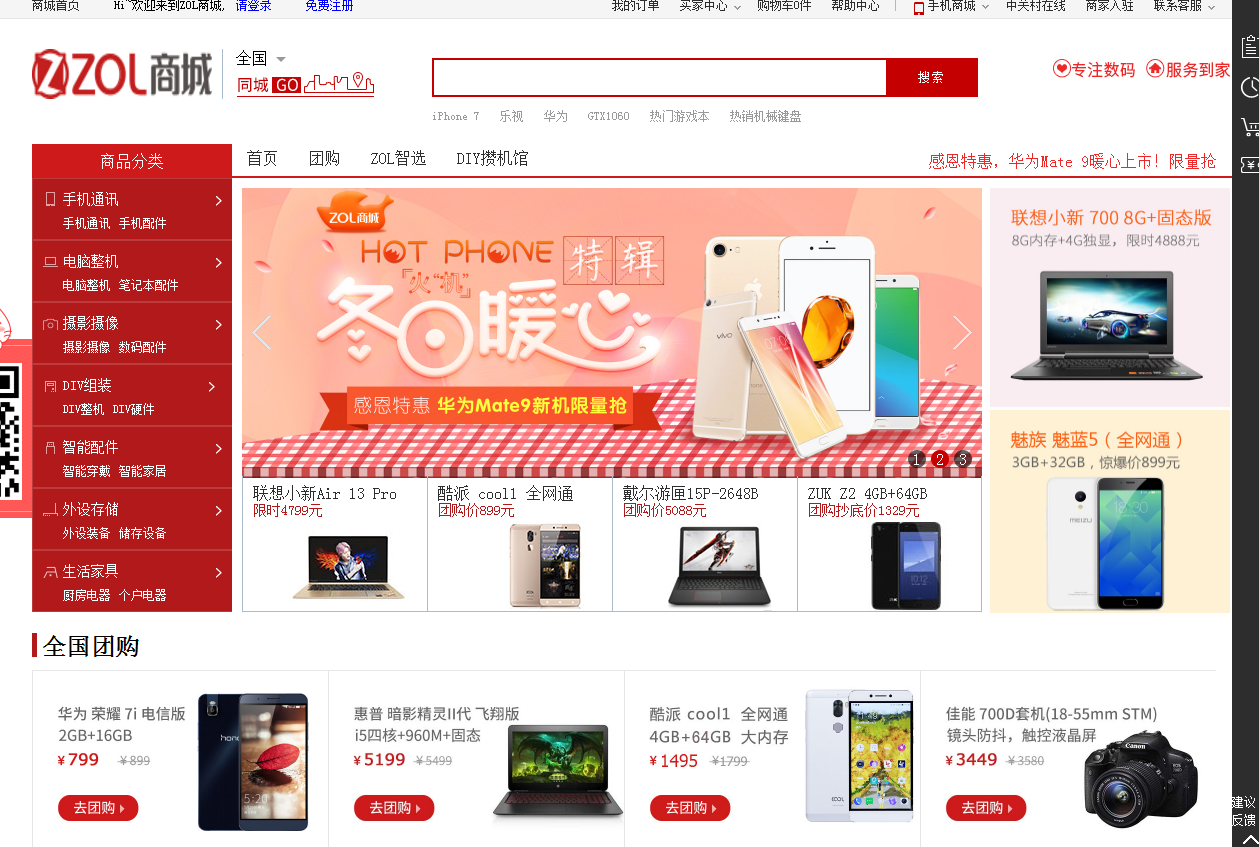 商城首页 Hi~欢迎来到ZOL商城, 请登录 免费注册 我的订单 买家中心 购物车0件 帮助中心 手机商城 中关村在线 商家入驻 联系客服
ZOL商城 全国
同城 GO
搜索
专注数码 服务到家
iPhone 7 乐视 华为 GTX1060 热门游戏本 热销机械键盘
商品分类 首页 团购 ZOL智选 DIY攒机馆 感恩特惠, 华为Mate 9暖心上市! 限量抢
手机通讯
手机通讯 手机配件
电脑整机
电脑整机 笔记本配件
摄影摄像
摄影摄像 数码配件
DIV组装
DIV整机 DIV硬件
智能配件
智能穿戴 智能家居
外设存储
外设装备 储存设备
生活家具
厨房电器 个户电器
ZOL商城
HOT PHONE 特辑
『火“机”』
冬日暖心
感恩特惠 华为Mate9新机限量抢
vivo
1 2 3
联想小新 700 8G+固态版
8G内存+4G独显，限时4888元
魅族 魅蓝5（全网通）
3GB+32GB，惊爆价899元
MEIZU
18:30
联想小新Air 13 Pro
限时4799元
酷派 cool1 全网通
团购价899元
戴尔游匣15P-2648B
团购价5088元
ZUK Z2 4GB+64GB
团购抄底价1329元
全国团购
华为 荣耀 7i 电信版
2GB+16GB
¥799 ¥899
去团购
honor
5:20
惠普 暗影精灵II代 飞翔版
i5四核+960M+固态
¥5199 ¥5499
去团购
酷派 cool1 全网通
4GB+64GB 大内存
¥1495 ¥1799
去团购
佳能 700D套机(18-55mm STM)
镜头防抖，触控液晶屏
¥3449 ¥3580
去团购
Canon
建议
反馈